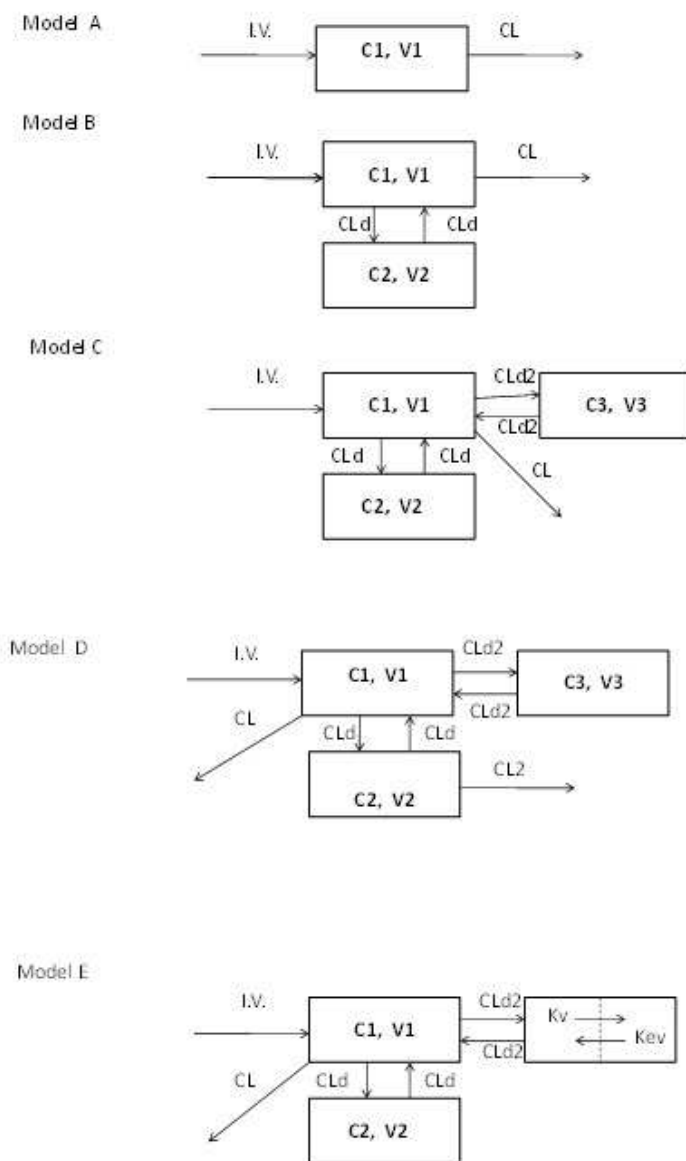 Model A
I.V.
CL
C1, V1
Model B
I.V.
CL
C1, V1
CLd
CLd
C2, V2
Model C
I.V.
CLd2
C1, V1
C3, V3
CLd2
CLd
CLd
CL
C2, V2
Model D
I.V.
CLd2
C1, V1
C3, V3
CLd2
CL
CLd
CLd
CL2
C2, V2
Model E
I.V.
CLd2
Kv
C1, V1
Kev
CLd2
CL
CLd
CLd
C2, V2